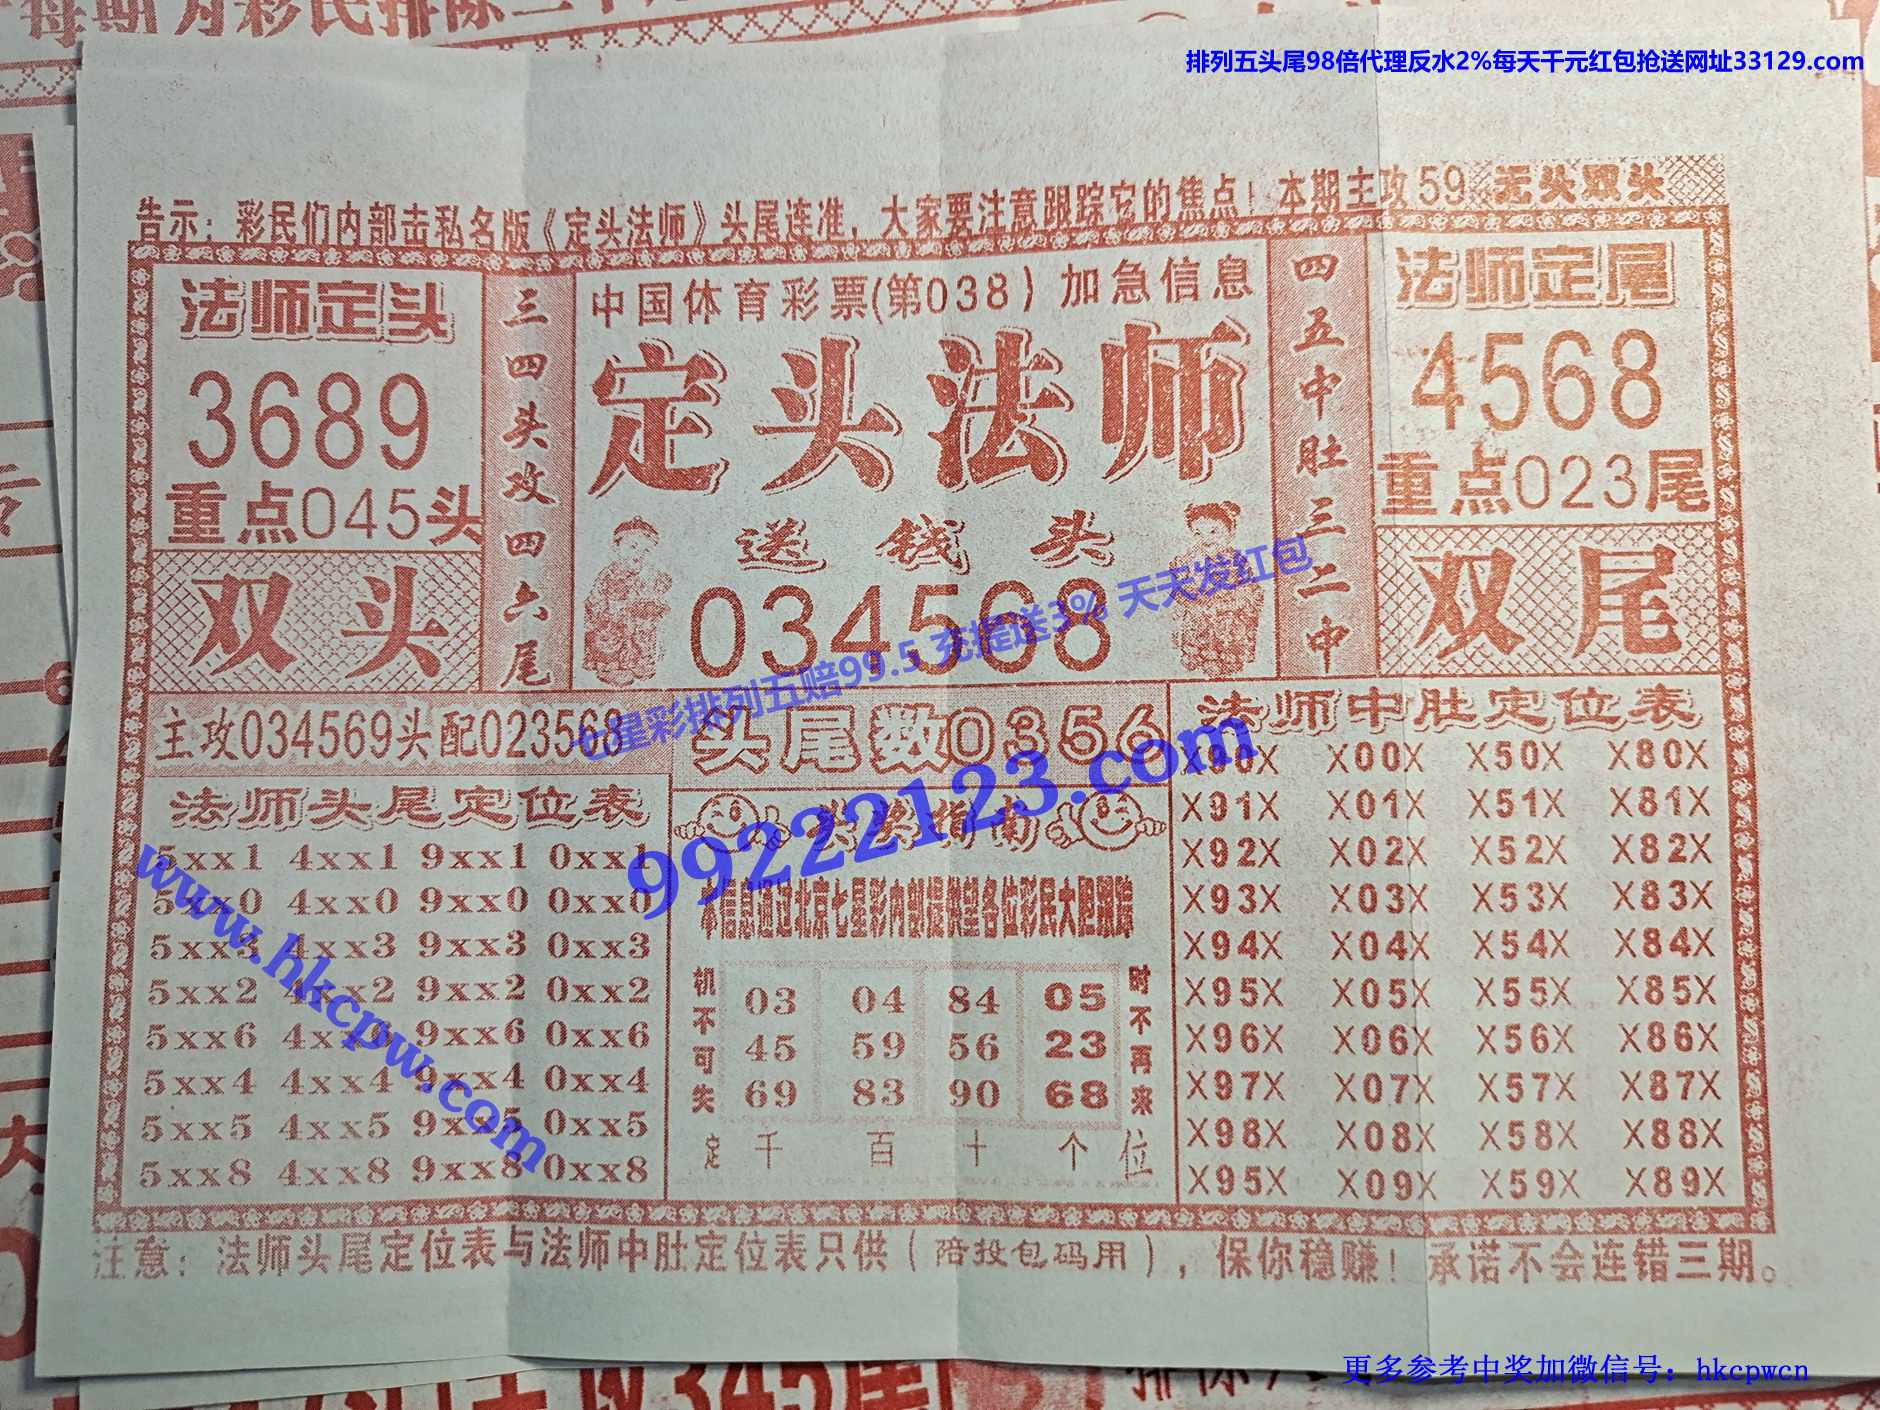 排列五头尾98倍代理反水2%每天千元红包抢送网址33129.com
告示：彩民们内部击私名版《定头法师》头尾连准，大家要注意跟踪它的焦点！本期主攻59
法师定头
3689
重点045头
双头
三四头攻四六尾
中国体育彩票(第038）加急信息
定头法师
送钱头
034568
四五中肚三二中
法师定尾
4568
重点023尾
双尾
七星彩排列五赔99.5 充提送3% 天天发红包
99222123.com
www.hkcpw.com
主攻034569头配023568
头尾数0356
法师头尾定位表
5xx1 4xx1 9xx1 0xx1
5xx0 4xx0 9xx0 0xx0
5xx3 4xx3 9xx3 0xx3
5xx2 4xx2 9xx2 0xx2
5xx6 4xx6 9xx6 0xx6
5xx4 4xx4 9xx4 0xx4
5xx5 4xx5 9xx5 0xx5
5xx8 4xx8 9xx8 0xx8
指南
本信息通过北京七星彩内部提供望各位彩民大胆跟踪
机不可失
03 04 84 05
45 59 56 23
69 83 90 68
时不再来
定 千 百 十 个 位
法师中肚定位表
X90X X00X X50X X80X
X91X X01X X51X X81X
X92X X02X X52X X82X
X93X X03X X53X X83X
X94X X04X X54X X84X
X95X X05X X55X X85X
X96X X06X X56X X86X
X97X X07X X57X X87X
X98X X08X X58X X88X
X95X X09X X59X X89X
注意：法师头尾定位表与法师中肚定位表只供（陪投包码用），保你稳赚！承诺不会连错三期。
更多参考中奖加微信号：hkcpwcn